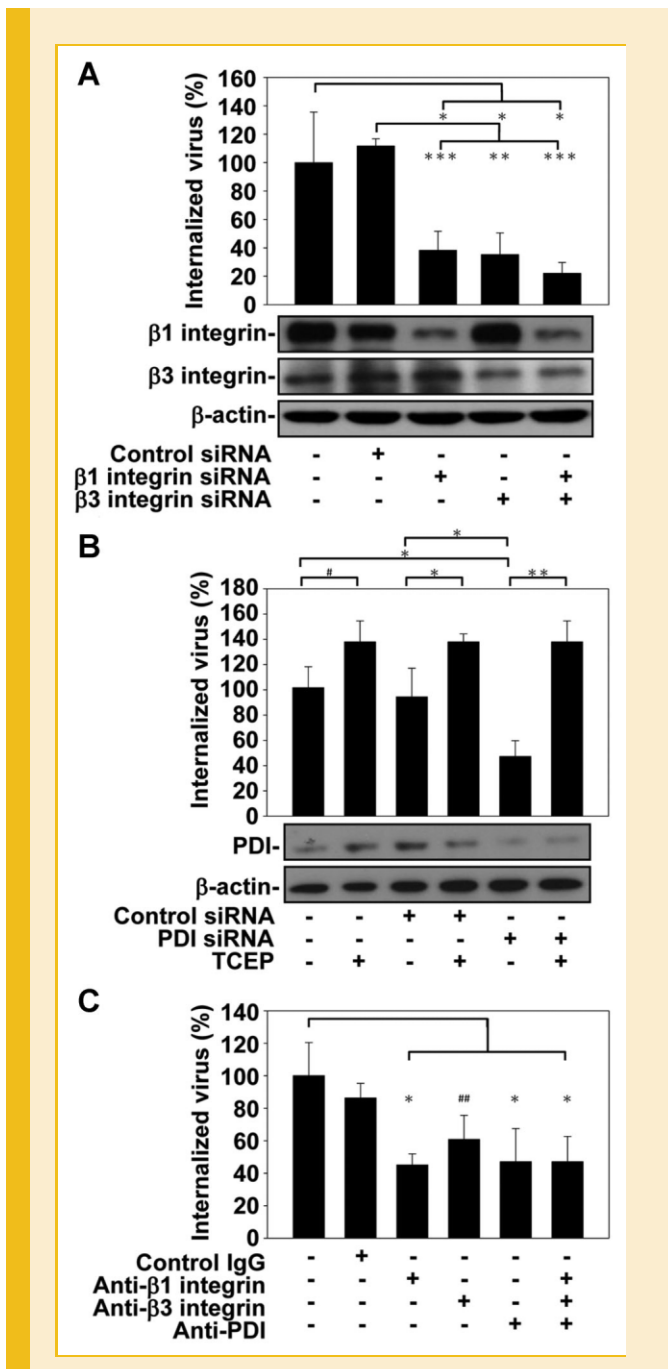 A
Internalized virus (%)
160
140
120
100
80
60
40
20
0
* * *
*** ** ***
β1 integrin-
β3 integrin-
β-actin-
Control siRNA - + - - -
β1 integrin siRNA - - + - +
β3 integrin siRNA - - - + +
B
Internalized virus (%)
180
160
140
120
100
80
60
40
20
0
*
*
# * **
PDI-
β-actin-
Control siRNA - - + + - -
PDI siRNA - - - - + +
TCEP - + - + - +
C
Internalized virus (%)
140
120
100
80
60
40
20
0
* ## * *
Control IgG - + - - - -
Anti-β1 integrin - - + - - +
Anti-β3 integrin - - - + - +
Anti-PDI - - - - + +